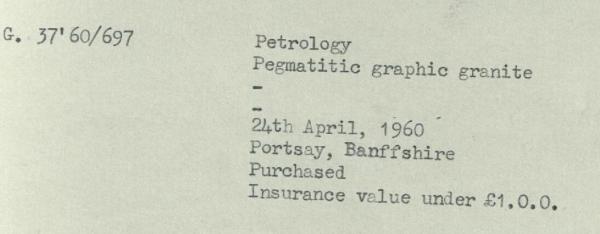 G. 37'60/697
Petrology
Pegmatitic graphic granite
-
-
24th April, 1960
Portsay, Banffshire
Purchased
Insurance value under £1.0.0.